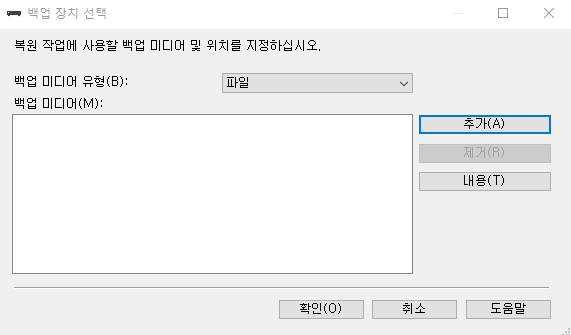 백업 장치 선택
복원 작업에 사용할 백업 미디어 및 위치를 지정하십시오.
백업 미디어 유형(B): 파일
백업 미디어(M):
추가(A)
제거(R)
내용(T)
확인(O) 취소 도움말